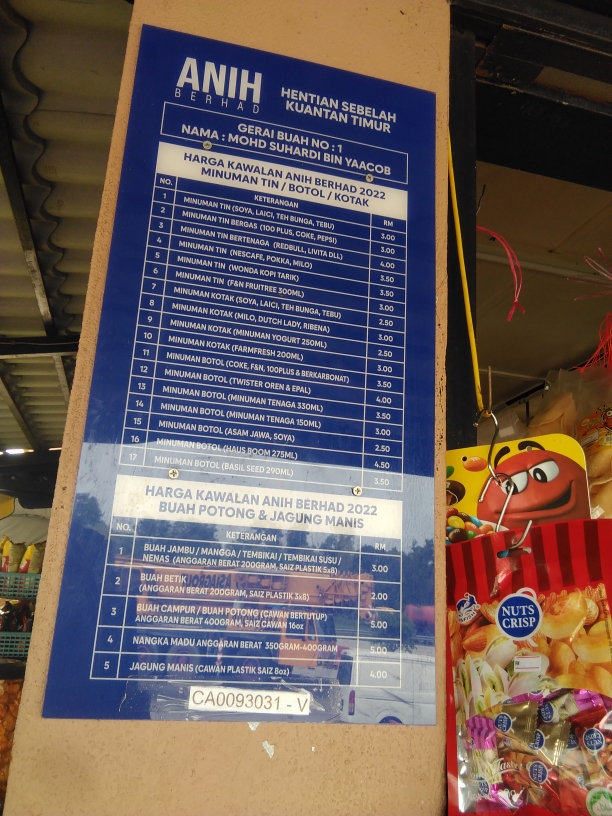 ANIH
BERHAD
HENTIAN SEBELAH
KUANTAN TIMUR
GERAI BUAH NO : 1
NAMA : MOHD SUHARDI BIN YAACOB
HARGA KAWALAN ANIH BERHAD 2022
MINUMAN TIN / BOTOL / KOTAK
NO. KETERANGAN RM
1 MINUMAN TIN (SOYA, LAICI, TEH BUNGA, TEBU) 3.00
2 MINUMAN TIN BERGAS (100 PLUS, COKE, PEPSI) 3.00
3 MINUMAN TIN BERTENAGA (REDBULL, LIVITA DLL) 4.00
4 MINUMAN TIN (NESCAFE, POKKA, MILO) 3.50
5 MINUMAN TIN (WONDA KOPI TARIK) 3.50
6 MINUMAN TIN (F&N FRUITREE 300ML) 3.00
7 MINUMAN KOTAK (SOYA, LAICI, TEH BUNGA, TEBU) 2.50
8 MINUMAN KOTAK (MILO, DUTCH LADY, RIBENA) 3.00
9 MINUMAN KOTAK (MINUMAN YOGURT 250ML) 2.50
10 MINUMAN KOTAK (FARMFRESH 200ML) 3.00
11 MINUMAN BOTOL (COKE, F&N, 100PLUS & BERKARBONAT) 3.50
12 MINUMAN BOTOL (TWISTER OREN & EPAL) 4.00
13 MINUMAN BOTOL (MINUMAN TENAGA 330ML) 3.50
14 MINUMAN BOTOL (MINUMAN TENAGA 150ML) 3.00
15 MINUMAN BOTOL (ASAM JAWA, SOYA) 2.50
16 MINUMAN BOTOL (HAUS BOOM 275ML) 4.50
17 MINUMAN BOTOL (BASIL SEED 290ML) 3.50
HARGA KAWALAN ANIH BERHAD 2022
BUAH POTONG & JAGUNG MANIS
NO. KETERANGAN RM
1 BUAH JAMBU / MANGGA / TEMBIKAI / TEMBIKAI SUSU / 3.00
NENAS (ANGGARAN BERAT 200GRAM, SAIZ PLASTIK 5x8)
2 BUAH BETIK 2.00
(ANGGARAN BERAT 200GRAM, SAIZ PLASTIK 3x8)
3 BUAH CAMPUR / BUAH POTONG (CAWAN BERTUTUP) 5.00
ANGGARAN BERAT 400GRAM, SAIZ CAWAN 16oz
4 NANGKA MADU ANGGARAN BERAT 350GRAM-400GRAM 5.00
5 JAGUNG MANIS (CAWAN PLASTIK SAIZ 8oz) 4.00
CA0093031 - V
NUTS
CRISP